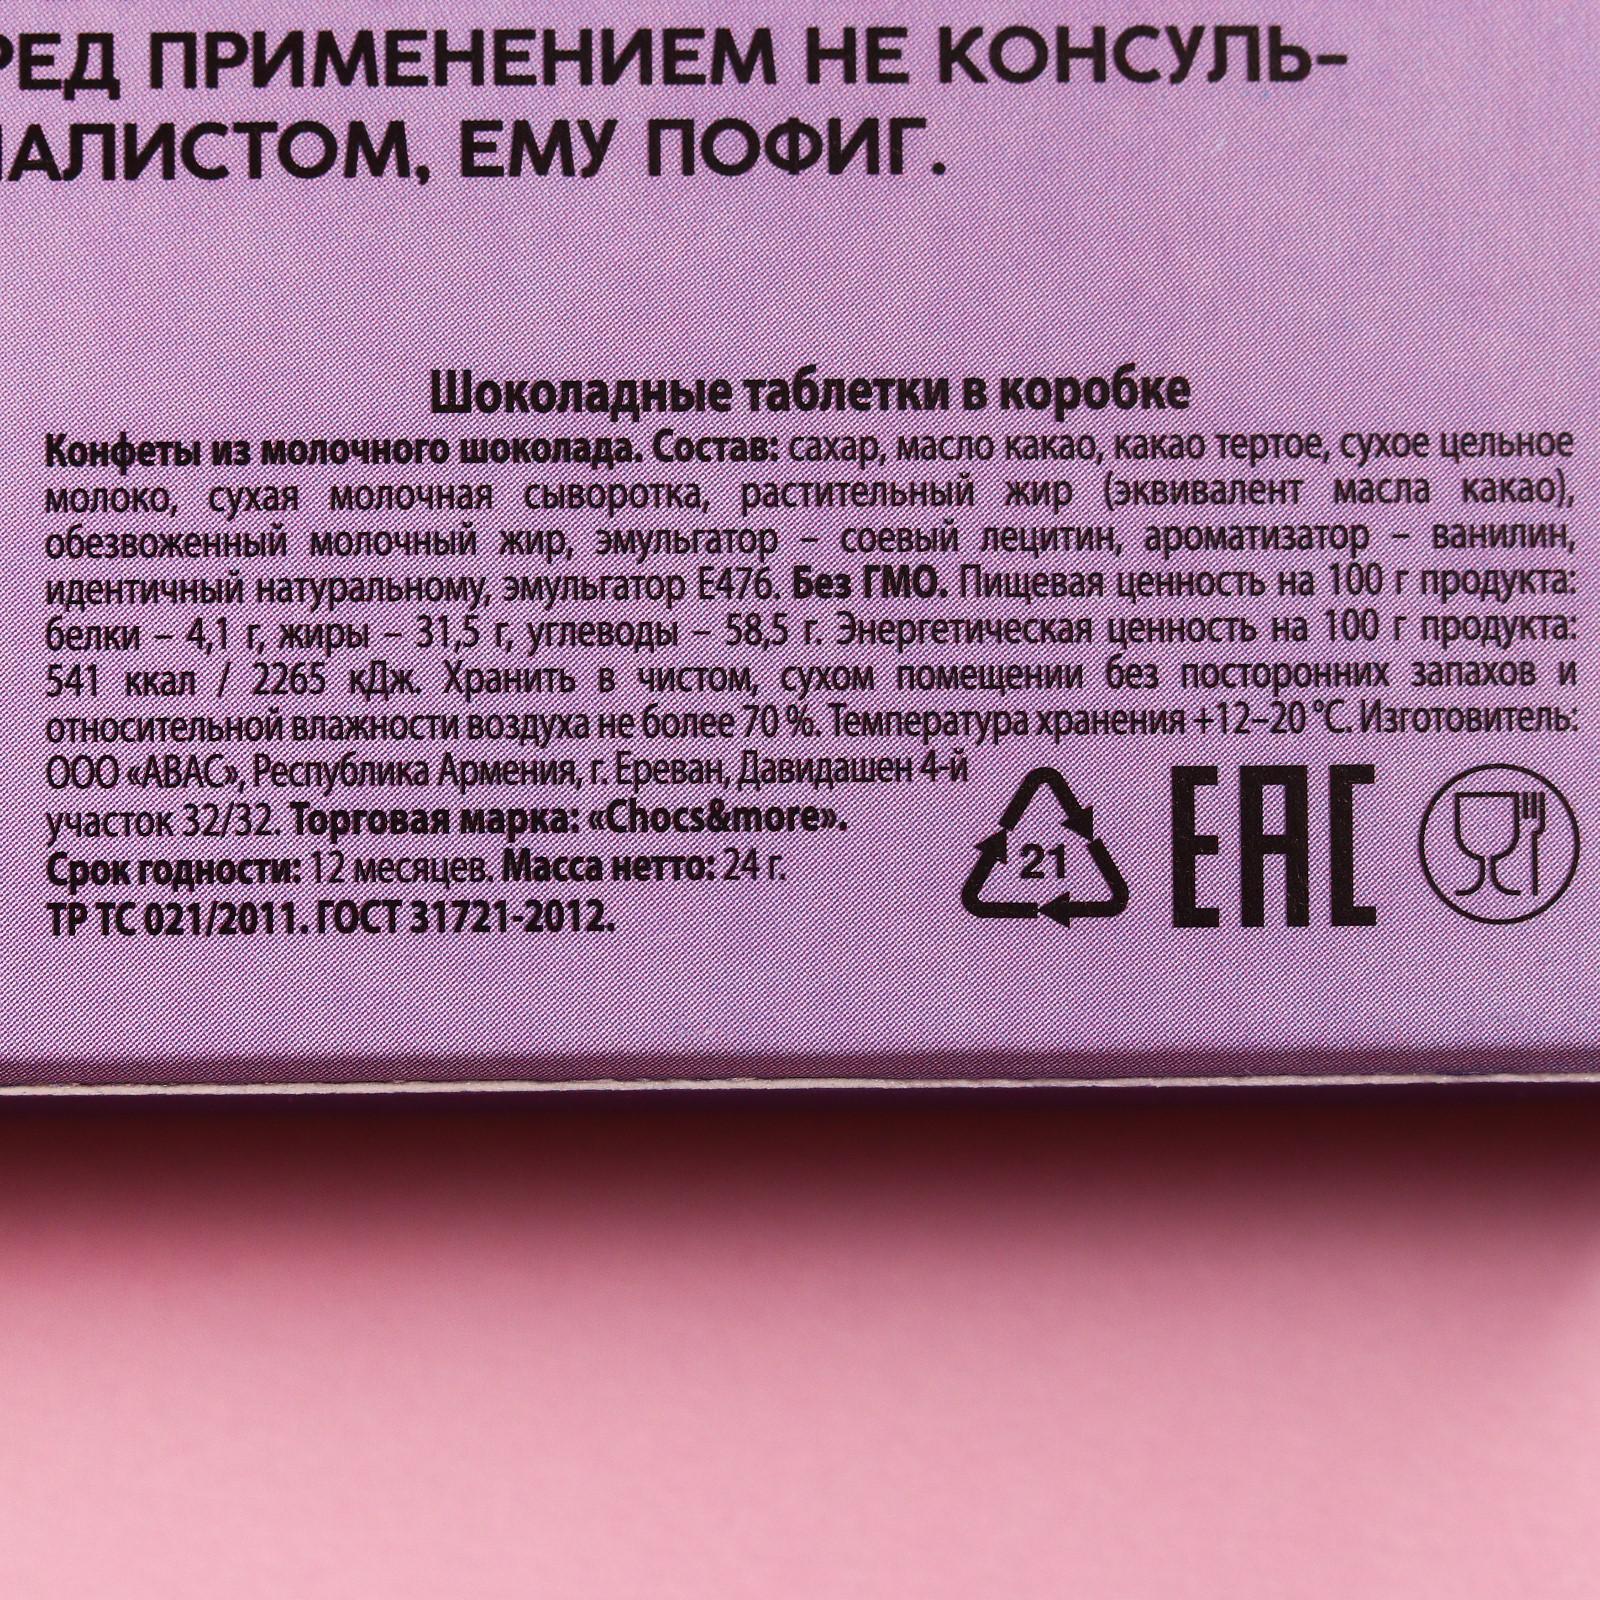 РЕД ПРИМЕНЕНИЕМ НЕ КОНСУЛЬ-
АЛИСТОМ, ЕМУ ПОФИГ.
Шоколадные таблетки в коробке
Конфеты из молочного шоколада. Состав: сахар, масло какао, какао тертое, сухое цельное
молоко, сухая молочная сыворотка, растительный жир (эквивалент масла какао),
обезвоженный молочный жир, эмульгатор – соевый лецитин, ароматизатор – ванилин,
идентичный натуральному, эмульгатор Е476. Без ГМО. Пищевая ценность на 100 г продукта:
белки – 4,1 г, жиры – 31,5 г, углеводы – 58,5 г. Энергетическая ценность на 100 г продукта:
541 ккал / 2265 кДж. Хранить в чистом, сухом помещении без посторонних запахов и
относительной влажности воздуха не более 70 %. Температура хранения +12–20 °С. Изготовитель:
ООО «АВАС», Республика Армения, г. Ереван, Давидашен 4-й
участок 32/32. Торговая марка: «Chocs&more».
Срок годности: 12 месяцев. Масса нетто: 24 г.
ТР ТС 021/2011. ГОСТ 31721-2012.
21
ЕАС